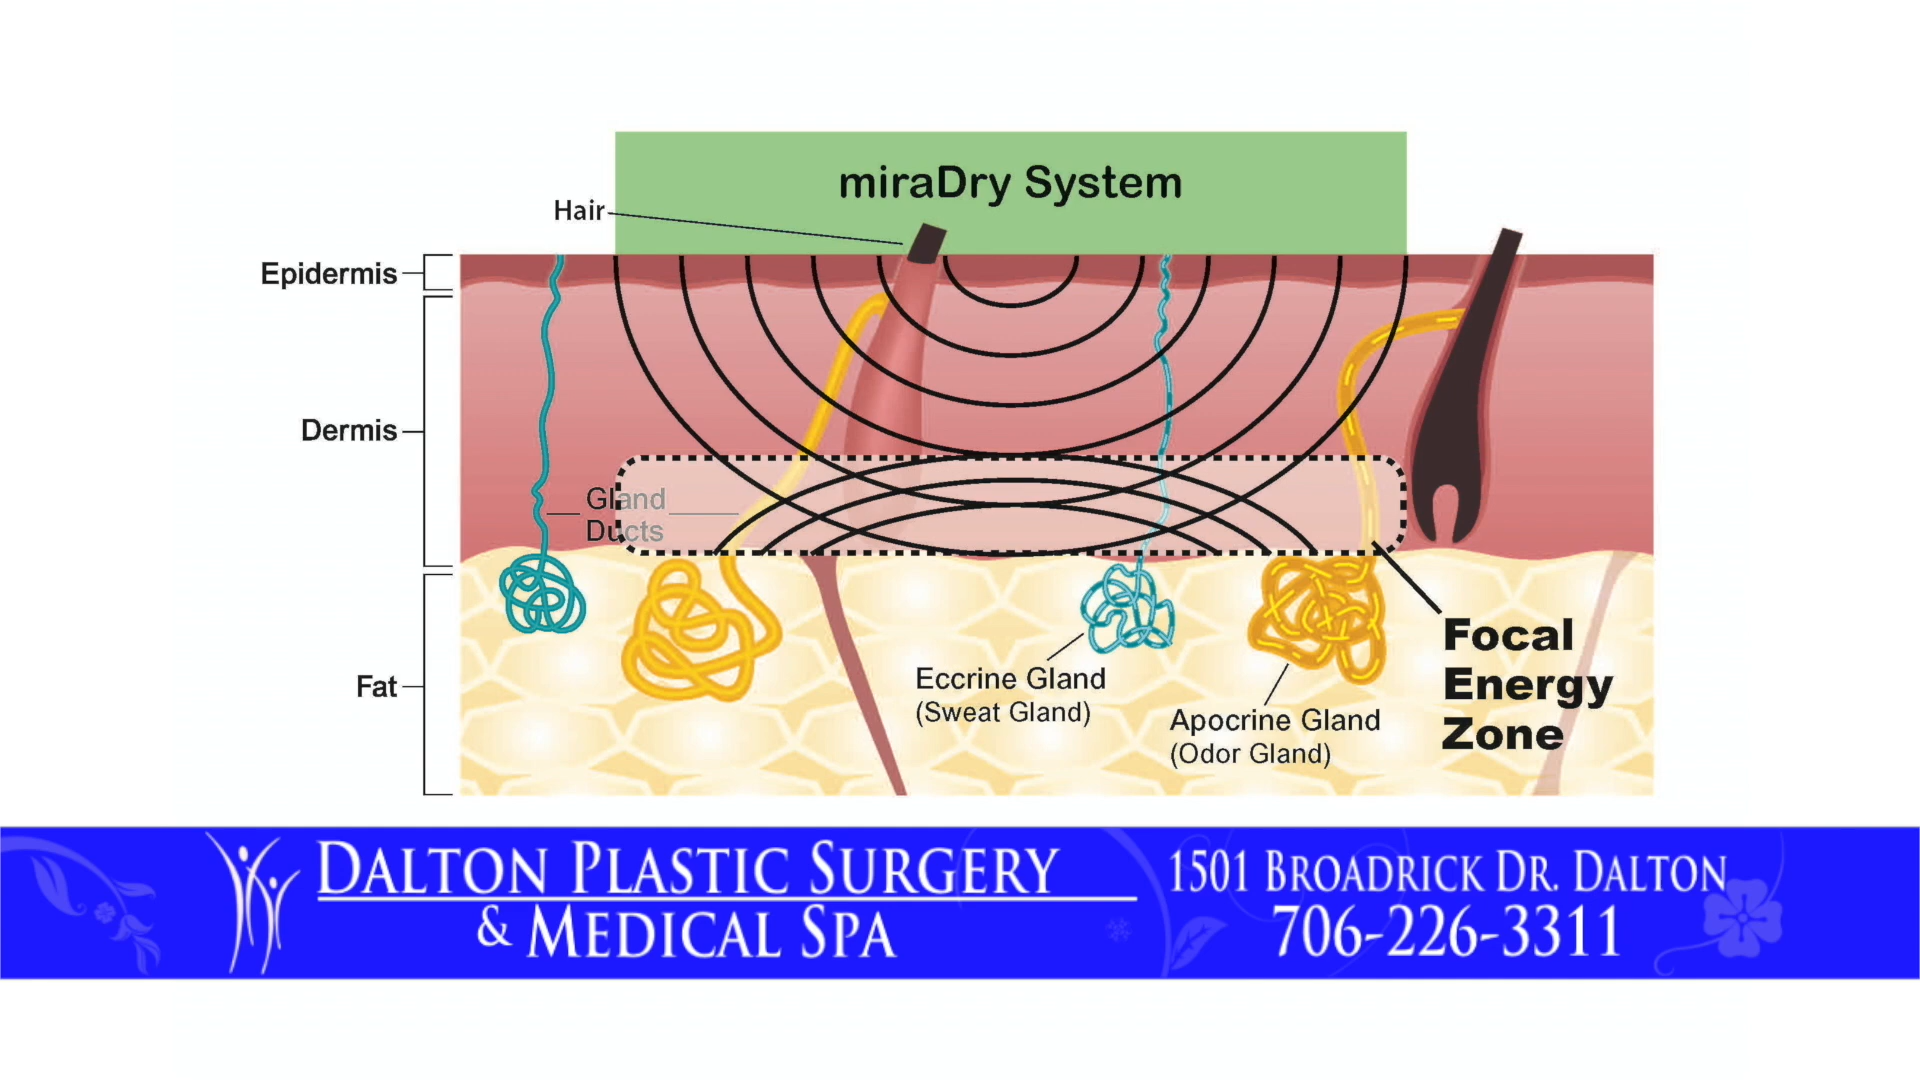 miraDry System
Hair
Epidermis
Dermis
Gland
Ducts
Fat
Eccrine Gland
(Sweat Gland)
Apocrine Gland
(Odor Gland)
Focal
Energy
Zone
DALTON PLASTIC SURGERY
& MEDICAL SPA
1501 BROADRICK DR. DALTON
706-226-3311